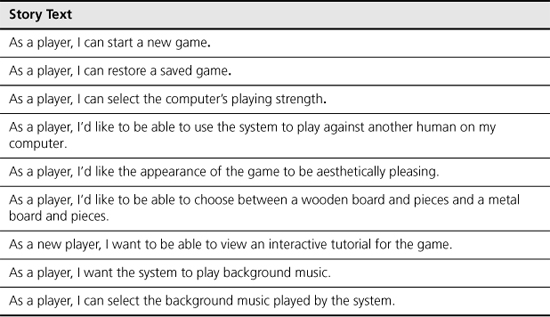 Story Text
As a player, I can start a new game.
As a player, I can restore a saved game.
As a player, I can select the computer’s playing strength.
As a player, I’d like to be able to use the system to play against another human on my
computer.
As a player, I’d like the appearance of the game to be aesthetically pleasing.
As a player, I’d like to be able to choose between a wooden board and pieces and a metal
board and pieces.
As a new player, I want to be able to view an interactive tutorial for the game.
As a player, I want the system to play background music.
As a player, I can select the background music played by the system.